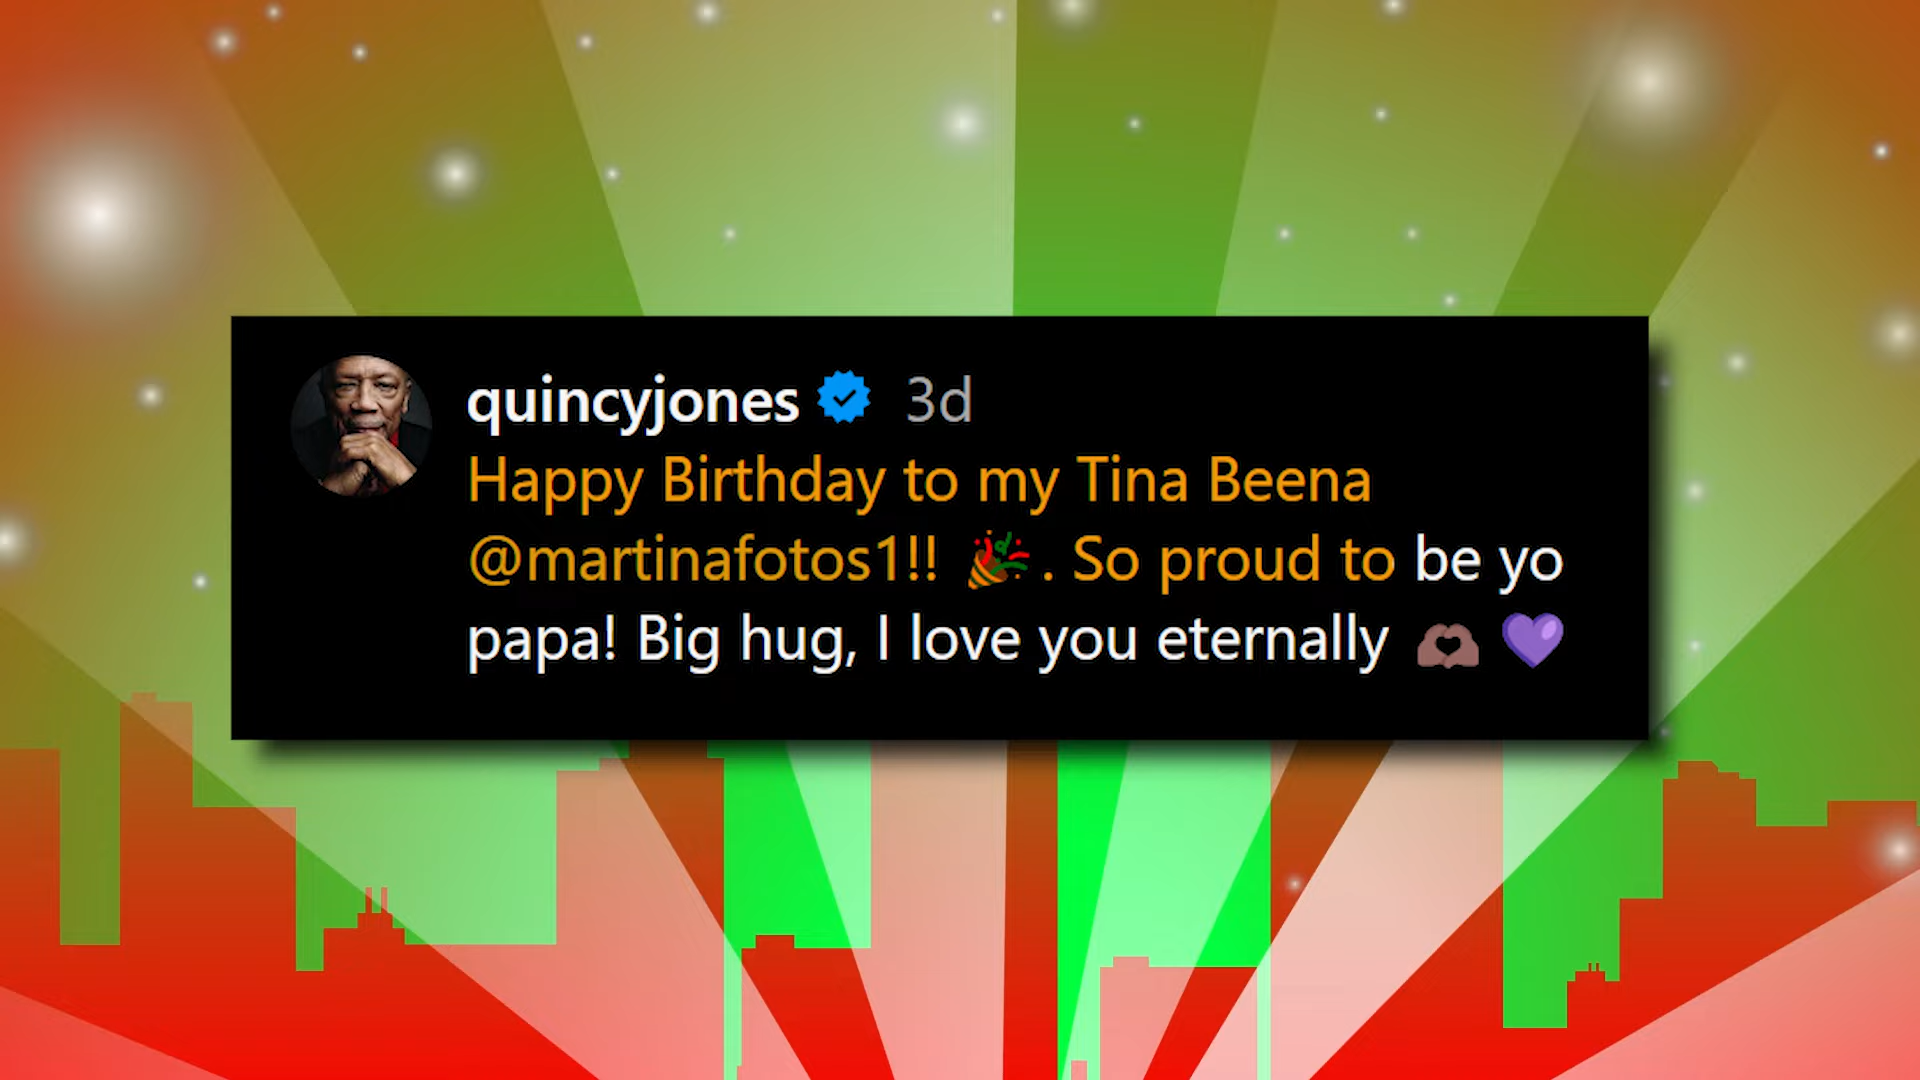 quincyjones 3d
Happy Birthday to my Tina Beena
@martinafotos1!! 🎉. So proud to be yo
papa! Big hug, I love you eternally 🫶🏾 💜